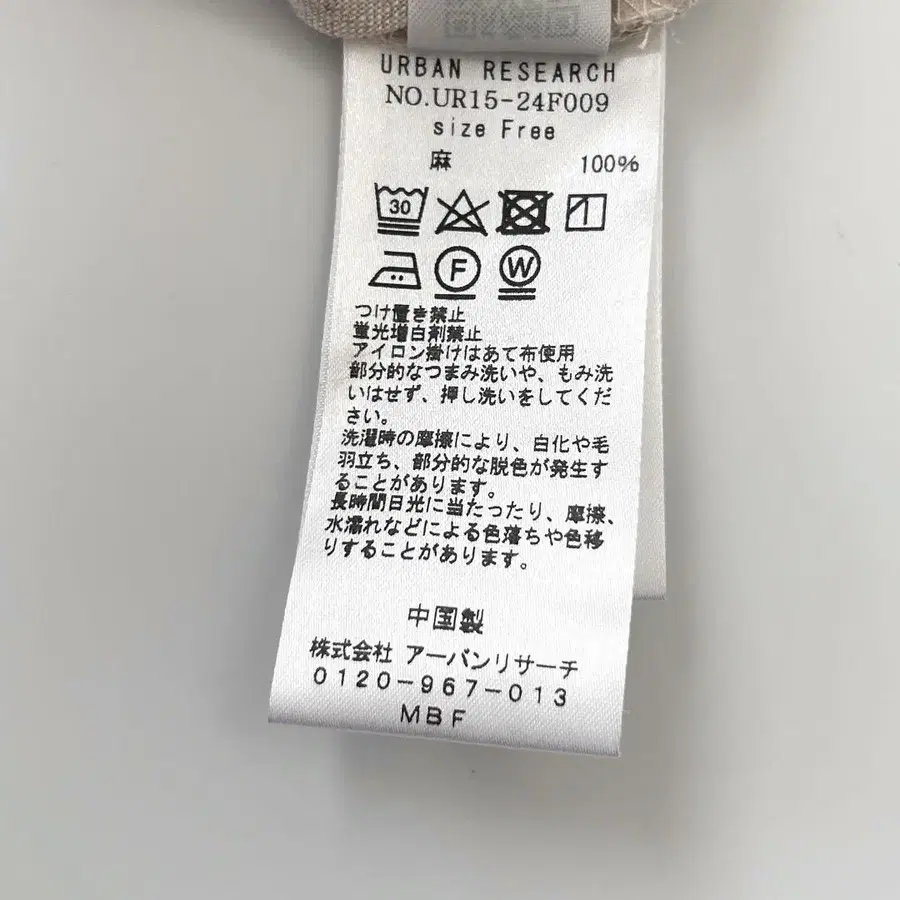 URBAN RESEARCH
NO.UR15-24F009
size Free
麻 100%
30
F W
つけ置き禁止
蛍光増白剤禁止
アイロン掛けはあて布使用
部分的なつまみ洗いや、もみ洗
いはせず、押し洗いをしてくだ
さい。
洗濯時の摩擦により、白化や毛
羽立ち、部分的な脱色が発生す
ることがあります。
長時間日光に当たったり、摩擦、
水濡れなどによる色落ちや色移
りすることがあります。
中国製
株式会社 アーバンリサーチ
0120-967-013
MBF